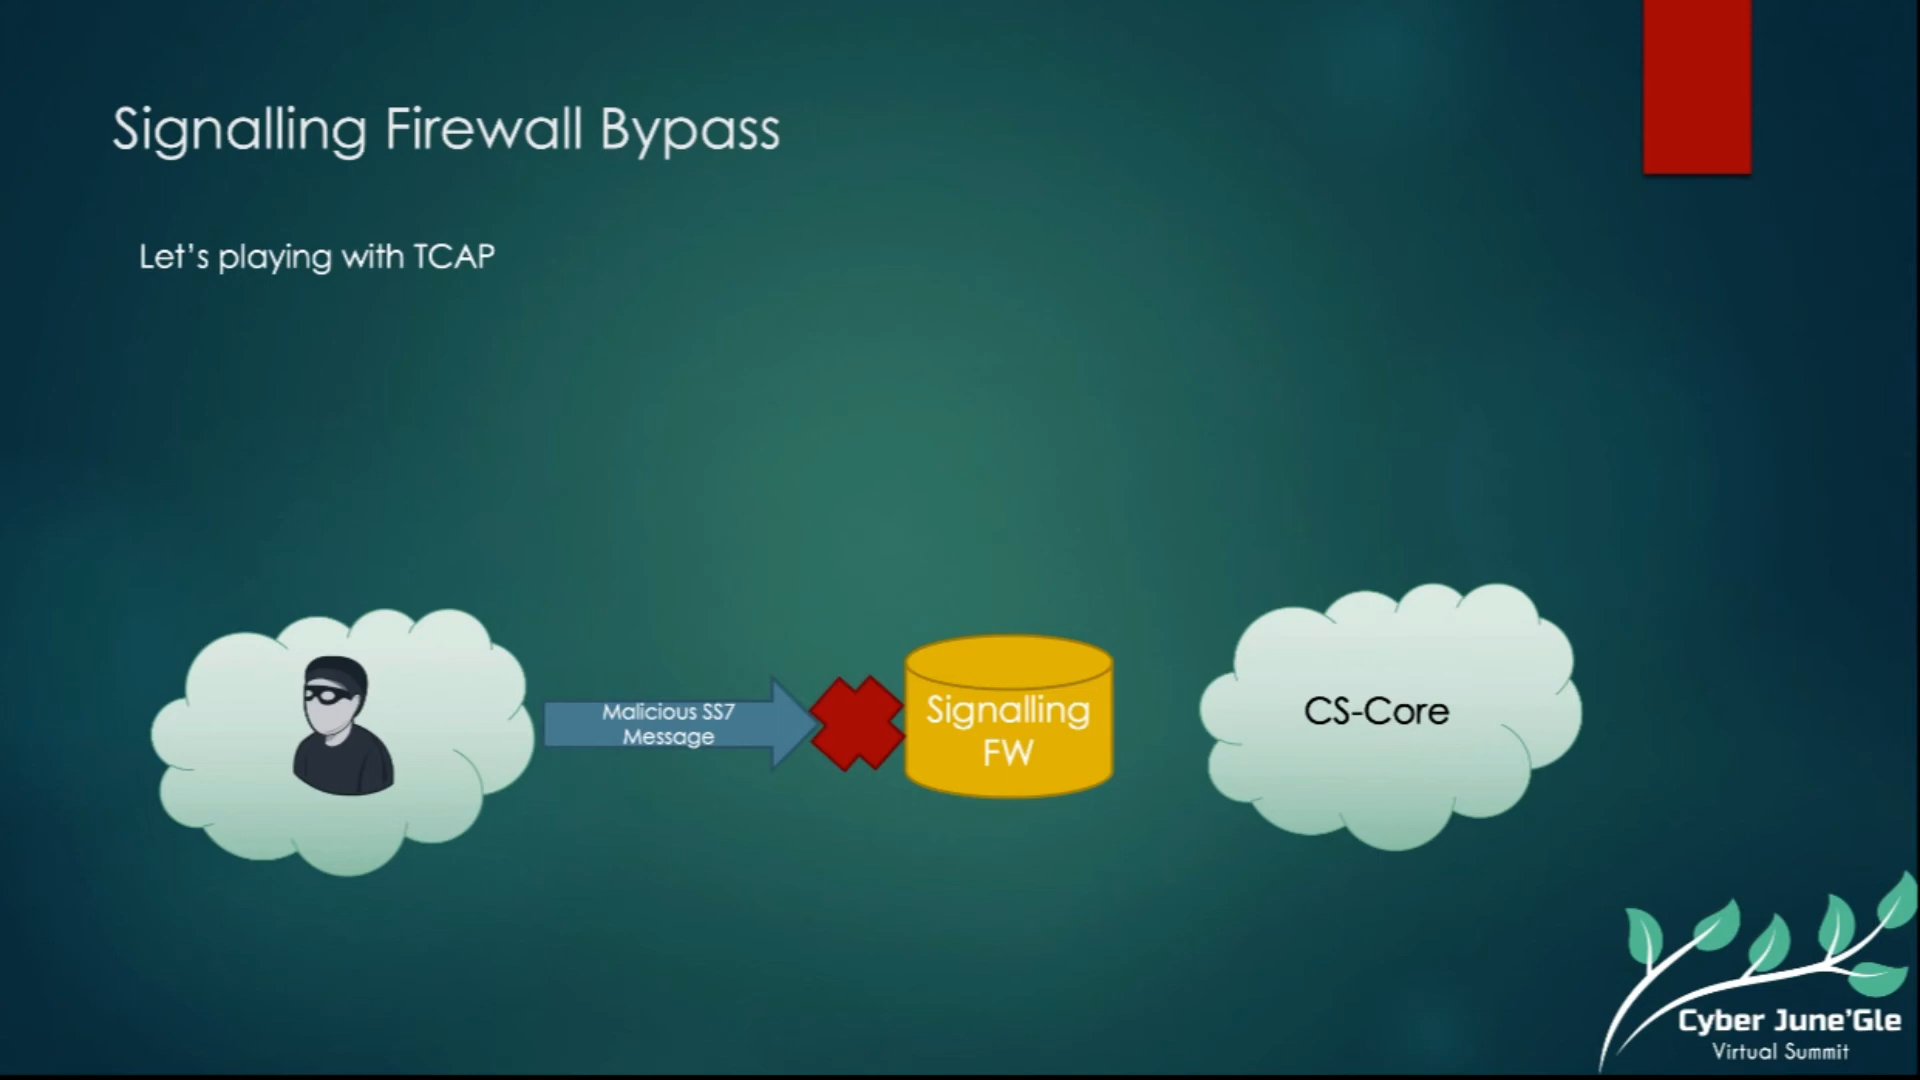 Signalling Firewall Bypass
Let's playing with TCAP
Malicious SS7
Message
Signalling
FW
CS-Core
Cyber June'Gle
Virtual Summit